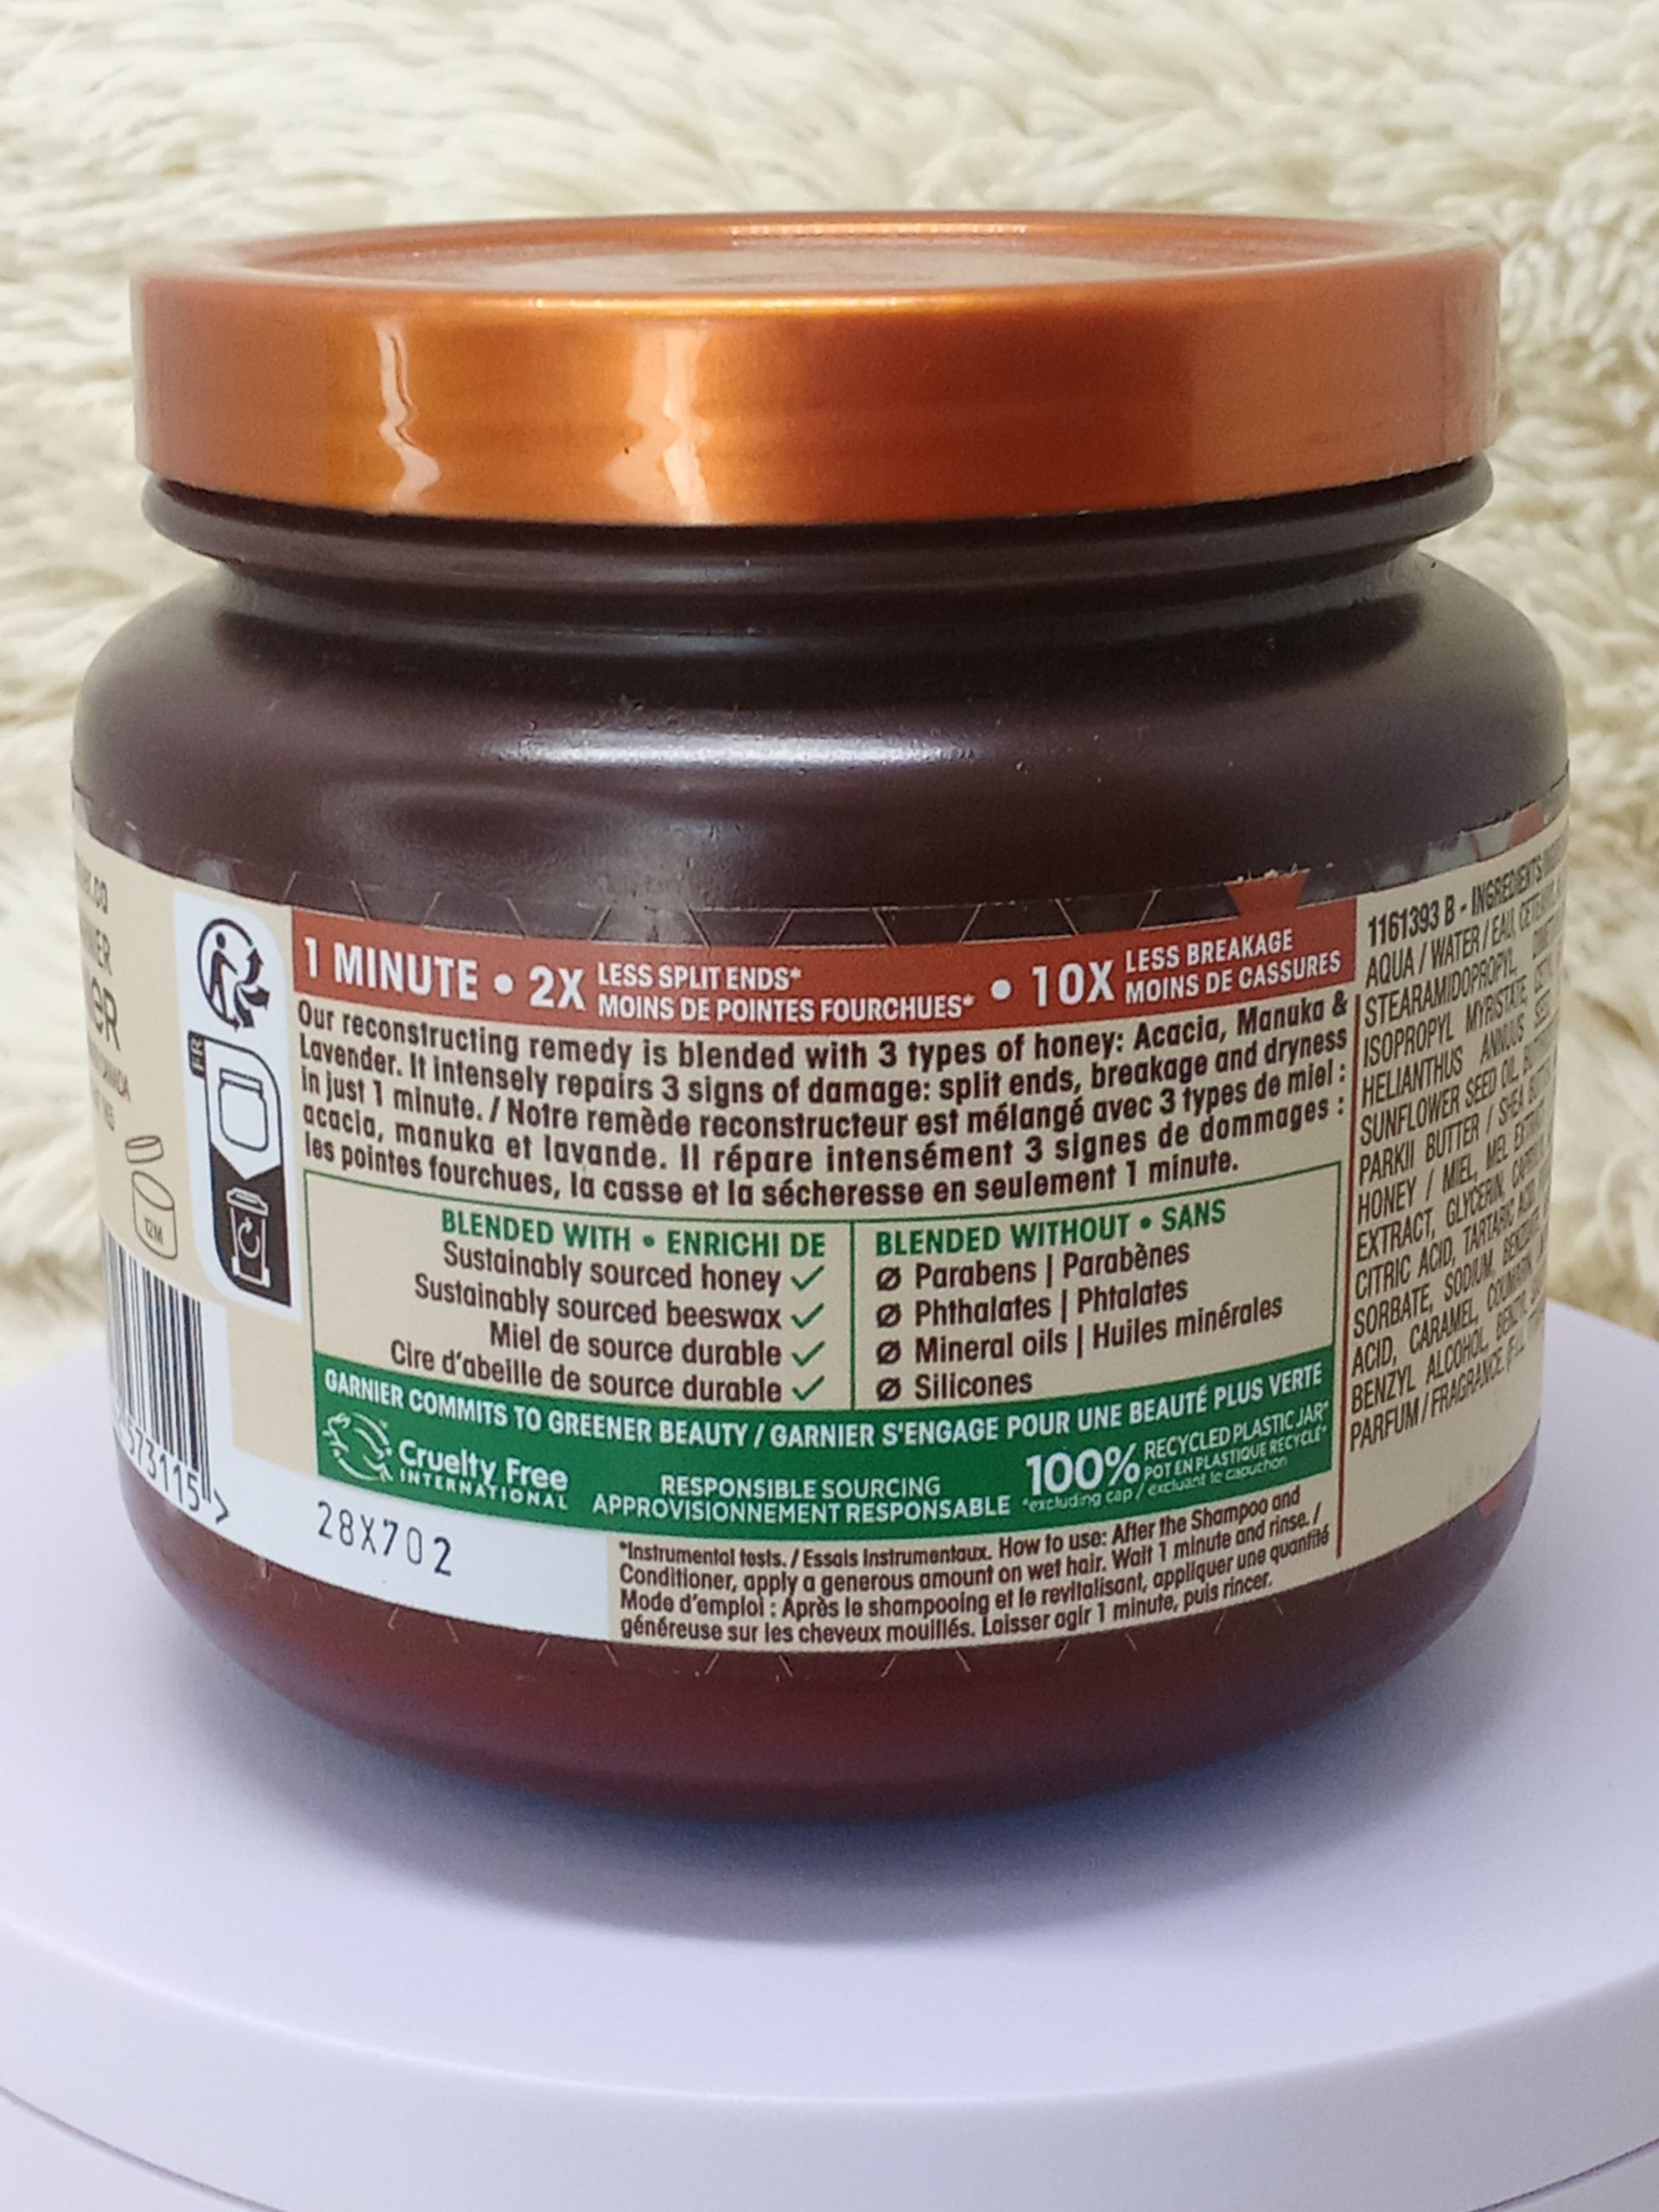 1 MINUTE • 2X LESS SPLIT ENDS* MOINS DE POINTES FOURCHUES* • 10X LESS BREAKAGE MOINS DE CASSURES
Our reconstructing remedy is blended with 3 types of honey: Acacia, Manuka &
Lavender. It intensely repairs 3 signs of damage: split ends, breakage and dryness
in just 1 minute. / Notre remède reconstructeur est mélangé avec 3 types de miel :
acacia, manuka et lavande. Il répare intensément 3 signes de dommages :
les pointes fourchues, la casse et la sécheresse en seulement 1 minute.
BLENDED WITH • ENRICHI DE
Sustainably sourced honey ✓
Sustainably sourced beeswax ✓
Miel de source durable ✓
Cire d'abeille de source durable ✓
BLENDED WITHOUT • SANS
Ø Parabens | Parabènes
Ø Phthalates | Phtalates
Ø Mineral oils | Huiles minérales
Ø Silicones
GARNIER COMMITS TO GREENER BEAUTY / GARNIER S'ENGAGE POUR UNE BEAUTÉ PLUS VERTE
Cruelty Free
INTERNATIONAL
RESPONSIBLE SOURCING
APPROVISIONNEMENT RESPONSABLE
100% RECYCLED PLASTIC JAR*
POT EN PLASTIQUE RECYCLÉ*
*excluding cap / excluant le capuchon
*Instrumental tests. / Essais instrumentaux. How to use: After the Shampoo and
Conditioner, apply a generous amount on wet hair. Wait 1 minute and rinse. /
Mode d'emploi : Après le shampooing et le revitalisant, appliquer une quantité
généreuse sur les cheveux mouillés. Laisser agir 1 minute, puis rincer.
FR
12M
573115 >
28X702
1161393 B - INGREDIENTS
AQUA / WATER / EAU,
STEARAMIDOPROPYL
ISOPROPYL MYRISTATE,
HELIANTHUS ANNUUS SEED
SUNFLOWER SEED OIL,
PARKII BUTTER / SHEA BUTTER
HONEY / MIEL, MEL EXTRACT
EXTRACT, GLYCERIN,
CITRIC ACID, TARTARIC ACID,
SORBATE, SODIUM
ACID, CARAMEL, COUMARIN,
BENZYL ALCOHOL,
PARFUM / FRAGRANCE